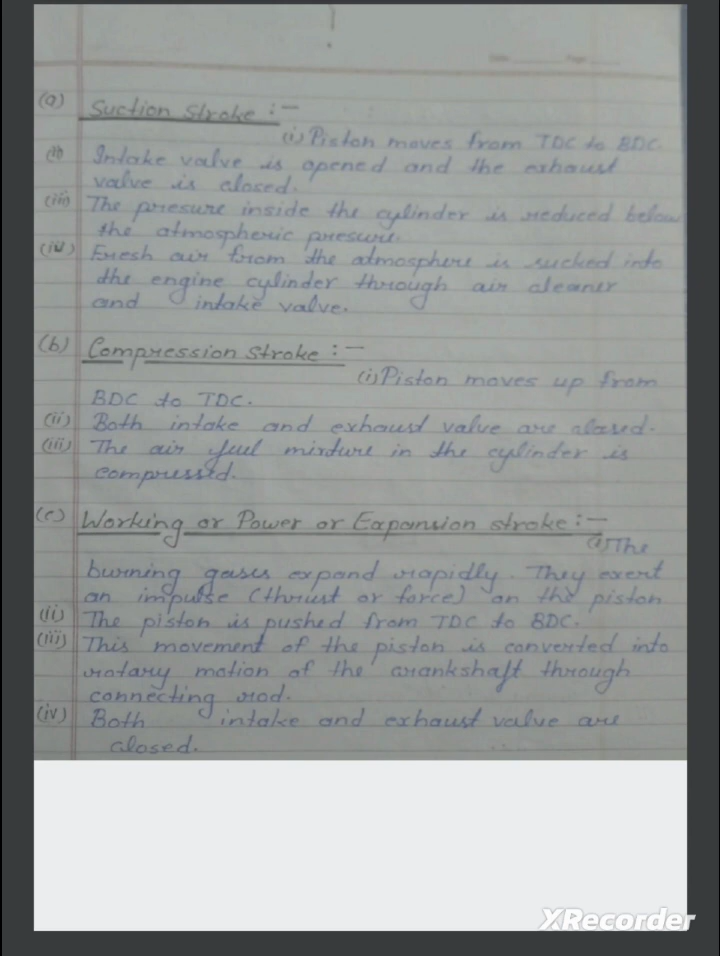 (a) Suction Stroke :-
(i) Piston moves from TDC to BDC
(ii) Intake valve is opened and the exhaust
valve is closed.
(iii) The presure inside the cylinder is reduced below
the atmospheric presure.
(iv) Fresh air from the atmosphere is sucked into
the engine cylinder through air cleaner
and intake valve.
(b) Compression Stroke :-
(i) Piston moves up from
BDC to TDC.
(ii) Both intake and exhaust valve are closed.
(iii) The air fuel mixture in the cylinder is
compressed.
(c) Working or Power or Expansion stroke :-
(i) The
burning gases expand rapidly. They exert
an impulse (thrust or force) on the piston
(ii) The piston is pushed from TDC to BDC.
(iii) This movement of the piston is converted into
rotary motion of the crankshaft through
connecting rod.
(iv) Both intake and exhaust valve are
closed.
XRecorder